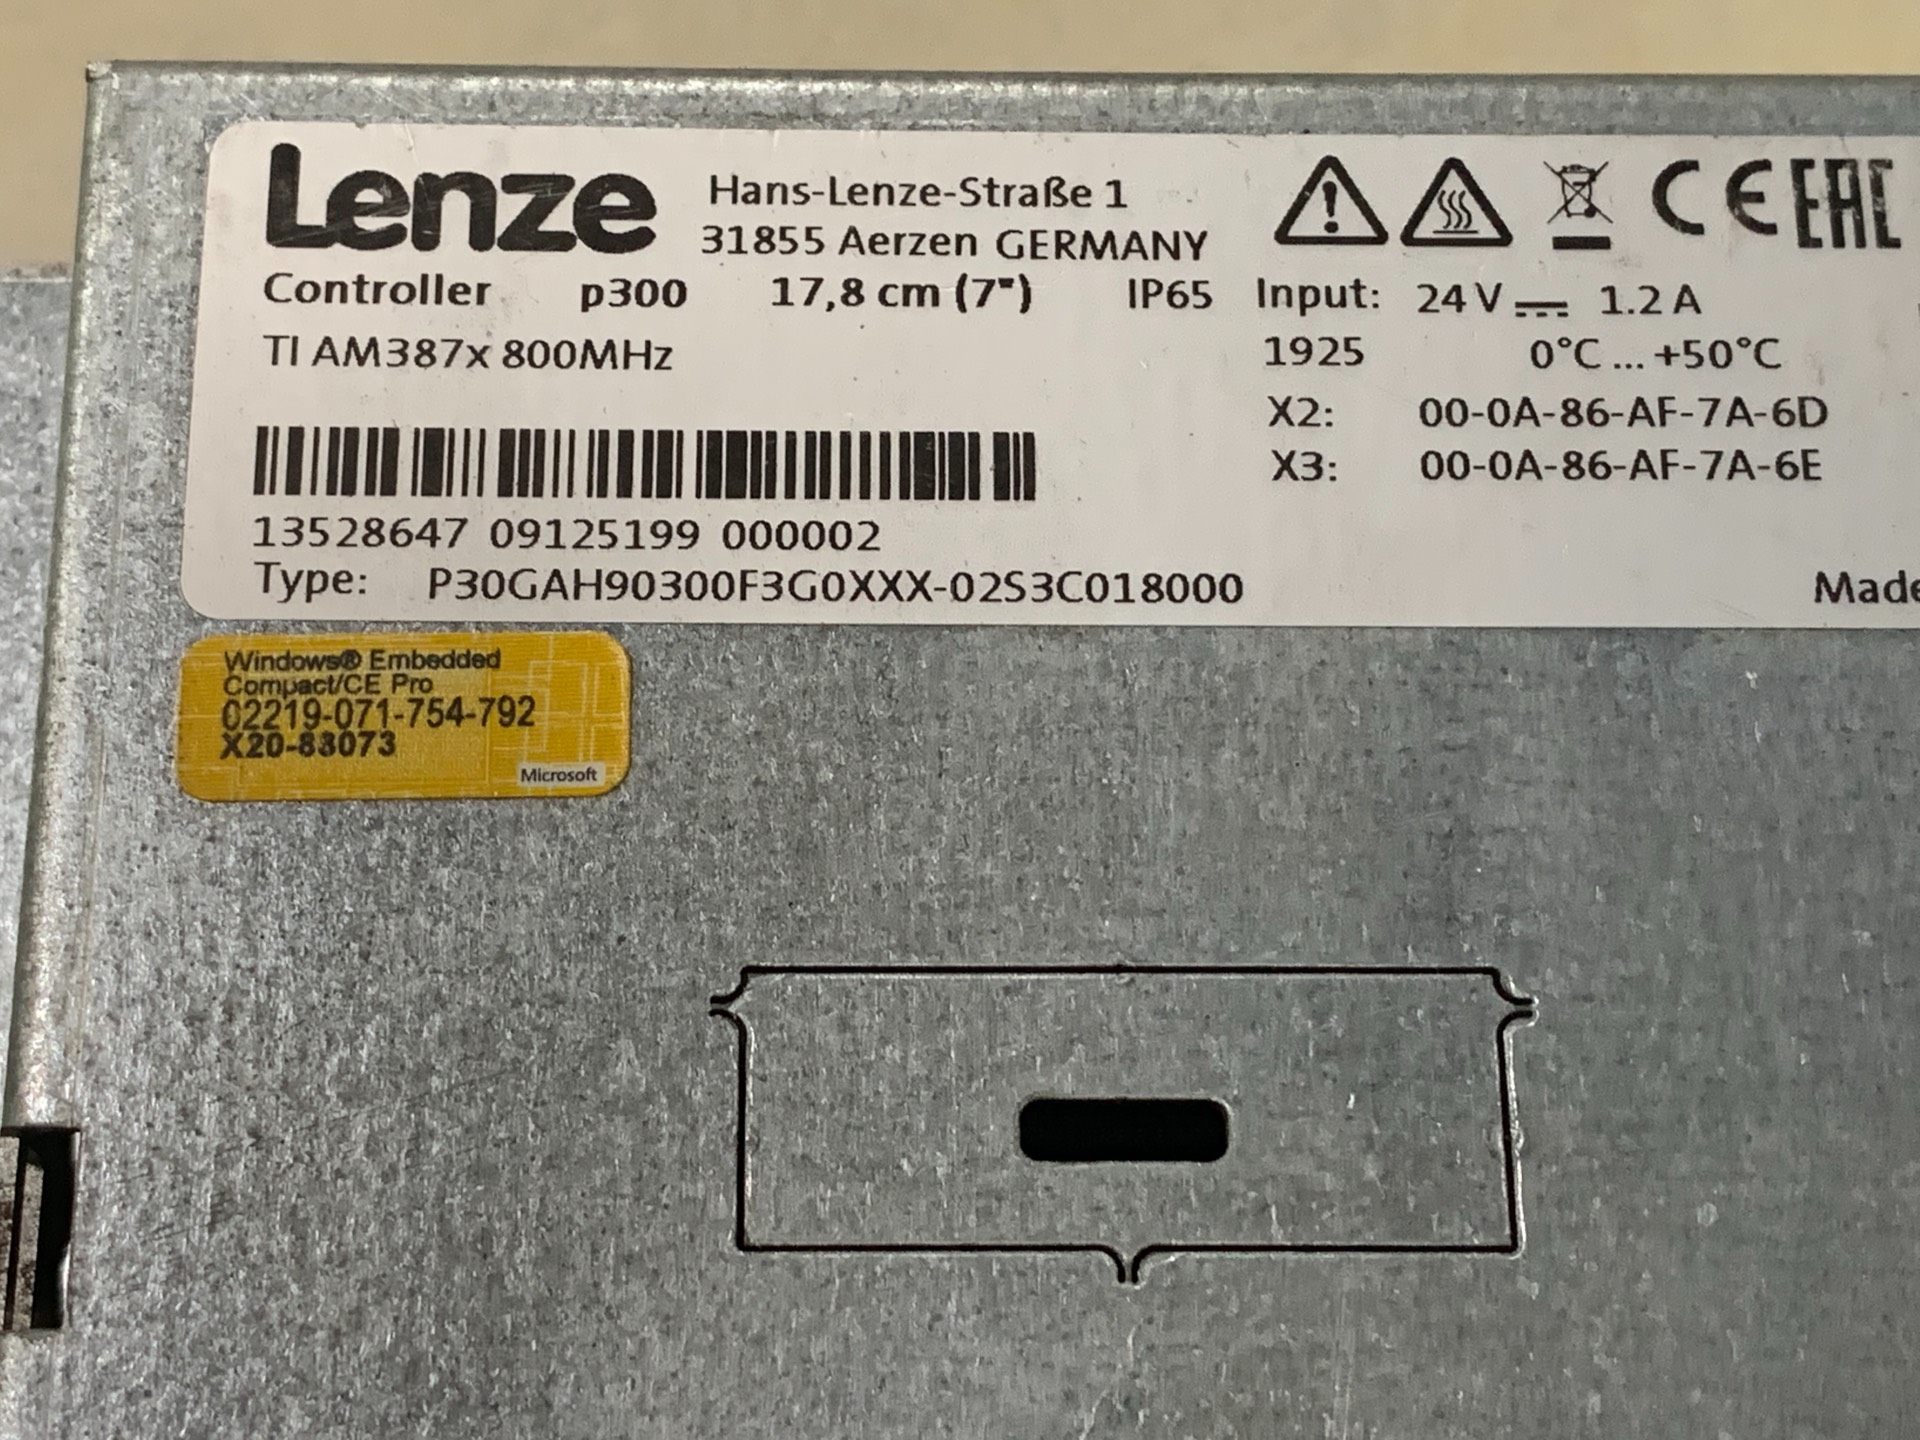 Lenze
Hans-Lenze-Straße 1
31855 Aerzen GERMANY
CE EAC
Controller p300 17,8 cm (7") IP65 Input: 24 V 1.2 A
TI AM387x 800MHz 1925 0°C ... +50°C
X2: 00-0A-86-AF-7A-6D
X3: 00-0A-86-AF-7A-6E
13528647 09125199 000002
Type: P30GAH90300F3G0XXX-02S3C018000
Made
Windows® Embedded
Compact/CE Pro
02219-071-754-792
X20-83073
Microsoft